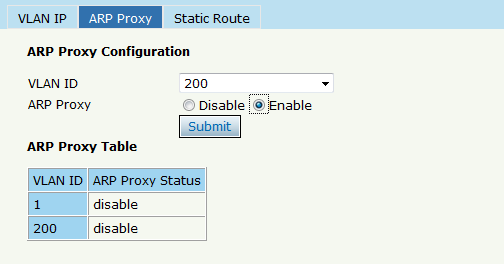 VLAN IP ARP Proxy Static Route
ARP Proxy Configuration
VLAN ID 200
ARP Proxy Disable Enable
Submit
ARP Proxy Table
VLAN ID ARP Proxy Status
1 disable
200 disable